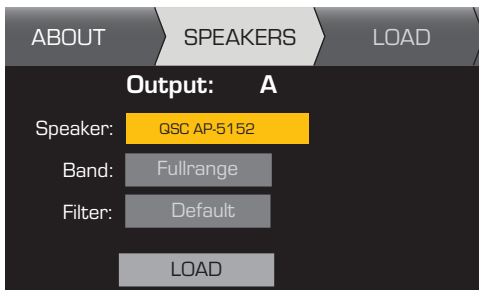 ABOUT SPEAKERS LOAD
Output: A
Speaker: QSC AP-5152
Band: Fullrange
Filter: Default
LOAD